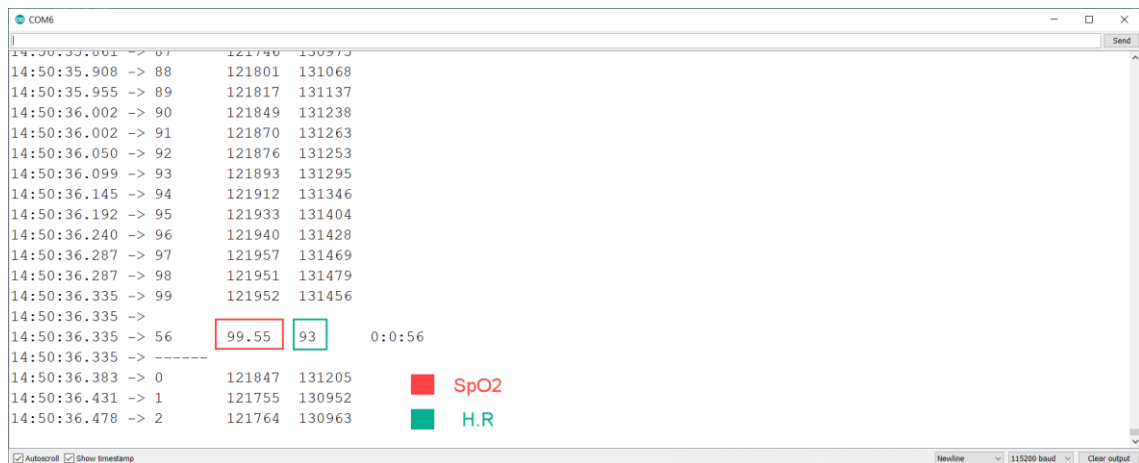 COM6
Send
14:50:35.861 -> 87 121746 130975
14:50:35.908 -> 88 121801 131068
14:50:35.955 -> 89 121817 131137
14:50:36.002 -> 90 121849 131238
14:50:36.002 -> 91 121870 131263
14:50:36.050 -> 92 121876 131253
14:50:36.099 -> 93 121893 131295
14:50:36.145 -> 94 121912 131346
14:50:36.192 -> 95 121933 131404
14:50:36.240 -> 96 121940 131428
14:50:36.287 -> 97 121957 131469
14:50:36.287 -> 98 121951 131479
14:50:36.335 -> 99 121952 131456
14:50:36.335 ->
14:50:36.335 -> 56 99.55 93 0:0:56
14:50:36.335 -> ------
14:50:36.383 -> 0 121847 131205
14:50:36.431 -> 1 121755 130952
14:50:36.478 -> 2 121764 130963
SpO2
H.R
Autoscroll Show timestamp Newline 115200 baud Clear output